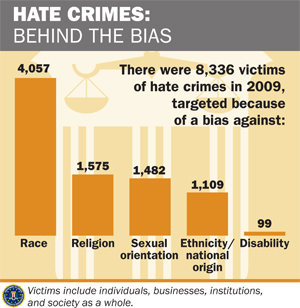 HATE CRIMES:
BEHIND THE BIAS
There were 8,336 victims
of hate crimes in 2009,
targeted because
of a bias against:
4,057
1,575
1,482
1,109
99
Race
Religion
Sexual
orientation
Ethnicity/
national
origin
Disability
Victims include individuals, businesses, institutions,
and society as a whole.